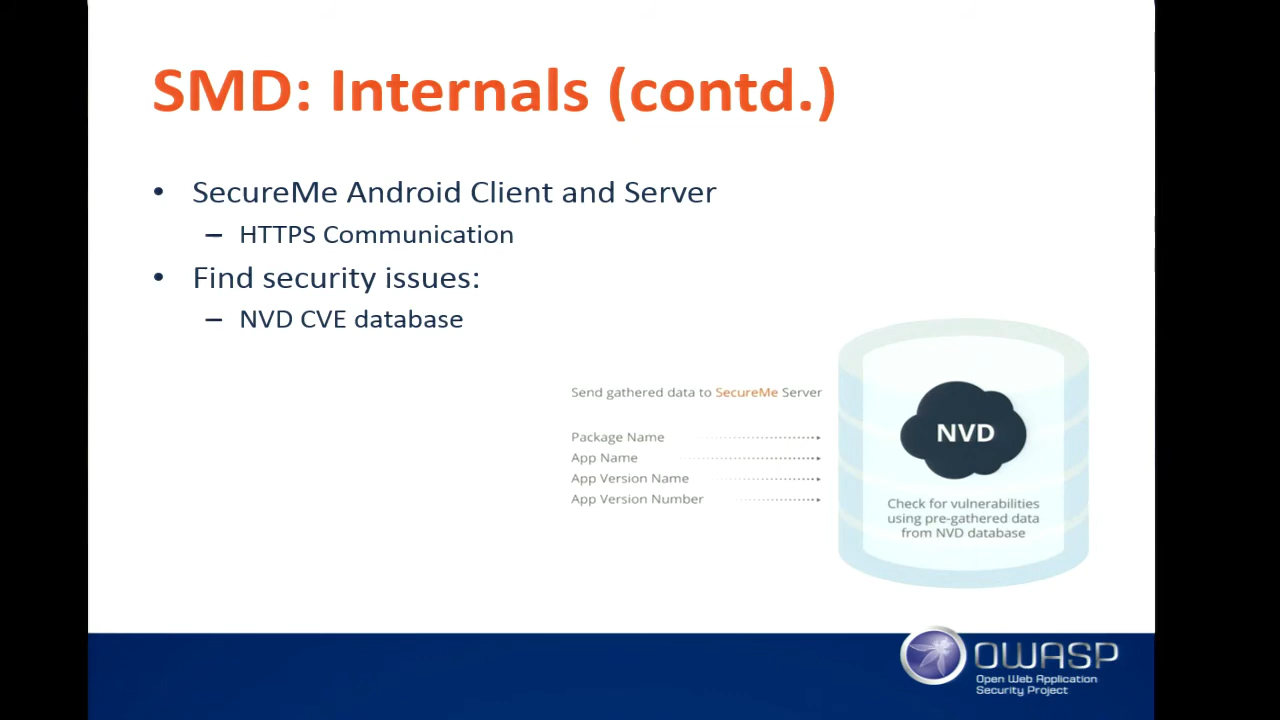 SMD: Internals (contd.)
• SecureMe Android Client and Server
– HTTPS Communication
• Find security issues:
– NVD CVE database
Send gathered data to SecureMe Server
Package Name
App Name
App Version Name
App Version Number
NVD
Check for vulnerabilities
using pre-gathered data
from NVD database
OWASP
Open Web Application
Security Project